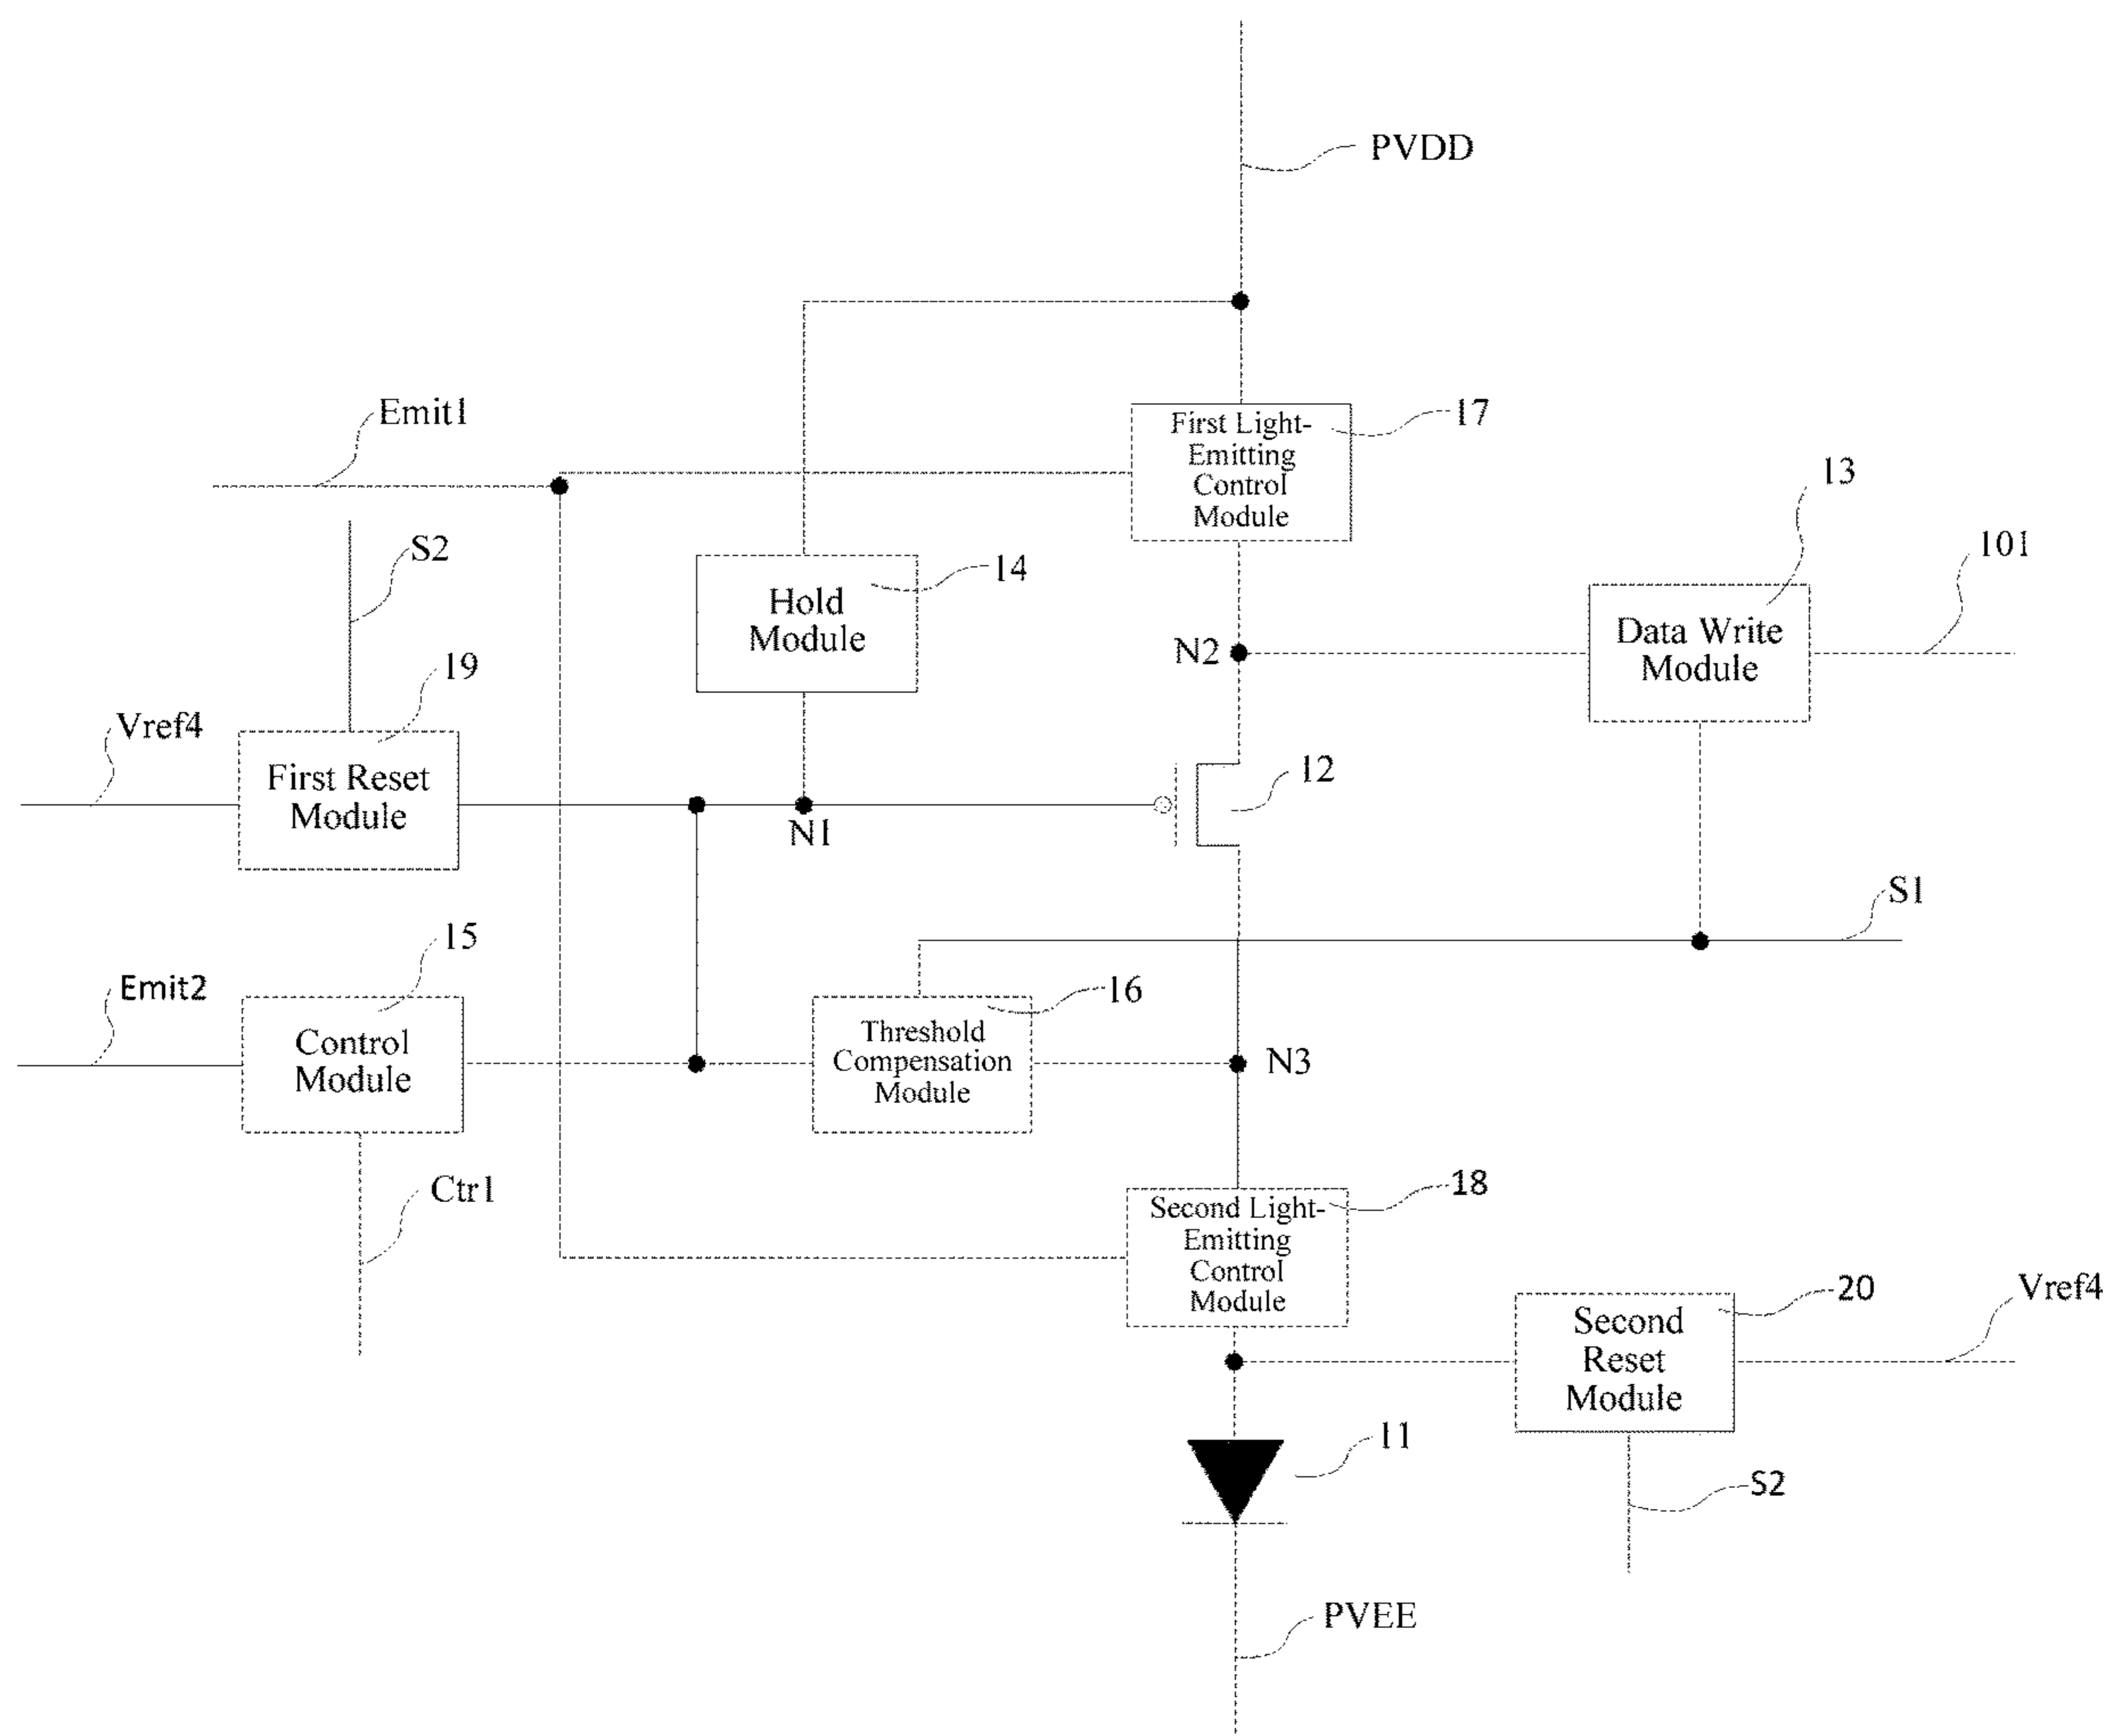 PVDD
Emit1
First Light-
Emitting
Control
Module
17
13
S2
14
101
Hold
Module
Data Write
Module
N2
19
Vref4
First Reset
Module
12
N1
S1
15
Emit2
Control
Module
16
Threshold
Compensation
Module
N3
Ctr1
18
Second Light-
Emitting
Control
Module
20
Vref4
Second
Reset
Module
11
S2
PVEE